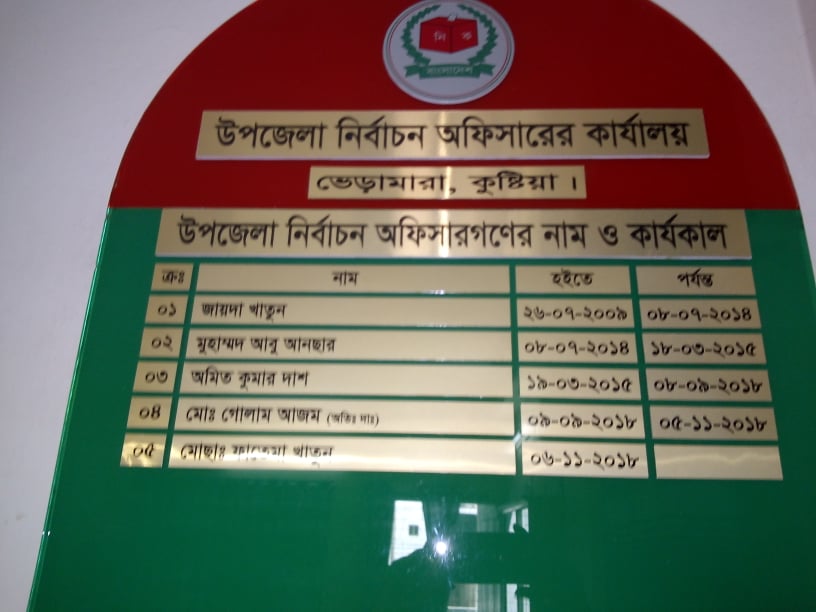 নি ক
বাংলাদেশ
উপজেলা নির্বাচন অফিসারের কার্যালয়
ভেড়ামারা, কুষ্টিয়া।
উপজেলা নির্বাচন অফিসারগণের নাম ও কার্যকাল
ক্রঃ নাম হইতে পর্যন্ত
০১ জায়দা খাতুন ২৬-০৭-২০০৯ ০৮-০৭-২০১৪
০২ মুহাম্মদ আবু আনছার ০৮-০৭-২০১৪ ১৮-০৩-২০১৫
০৩ অমিত কুমার দাশ ১৯-০৩-২০১৫ ০৮-০৯-২০১৮
০৪ মোঃ গোলাম আজম (অতিঃ দাঃ) ০৯-০৯-২০১৮ ০৫-১১-২০১৮
০৫ মোছাঃ ফাতেমা খাতুন ০৬-১১-২০১৮